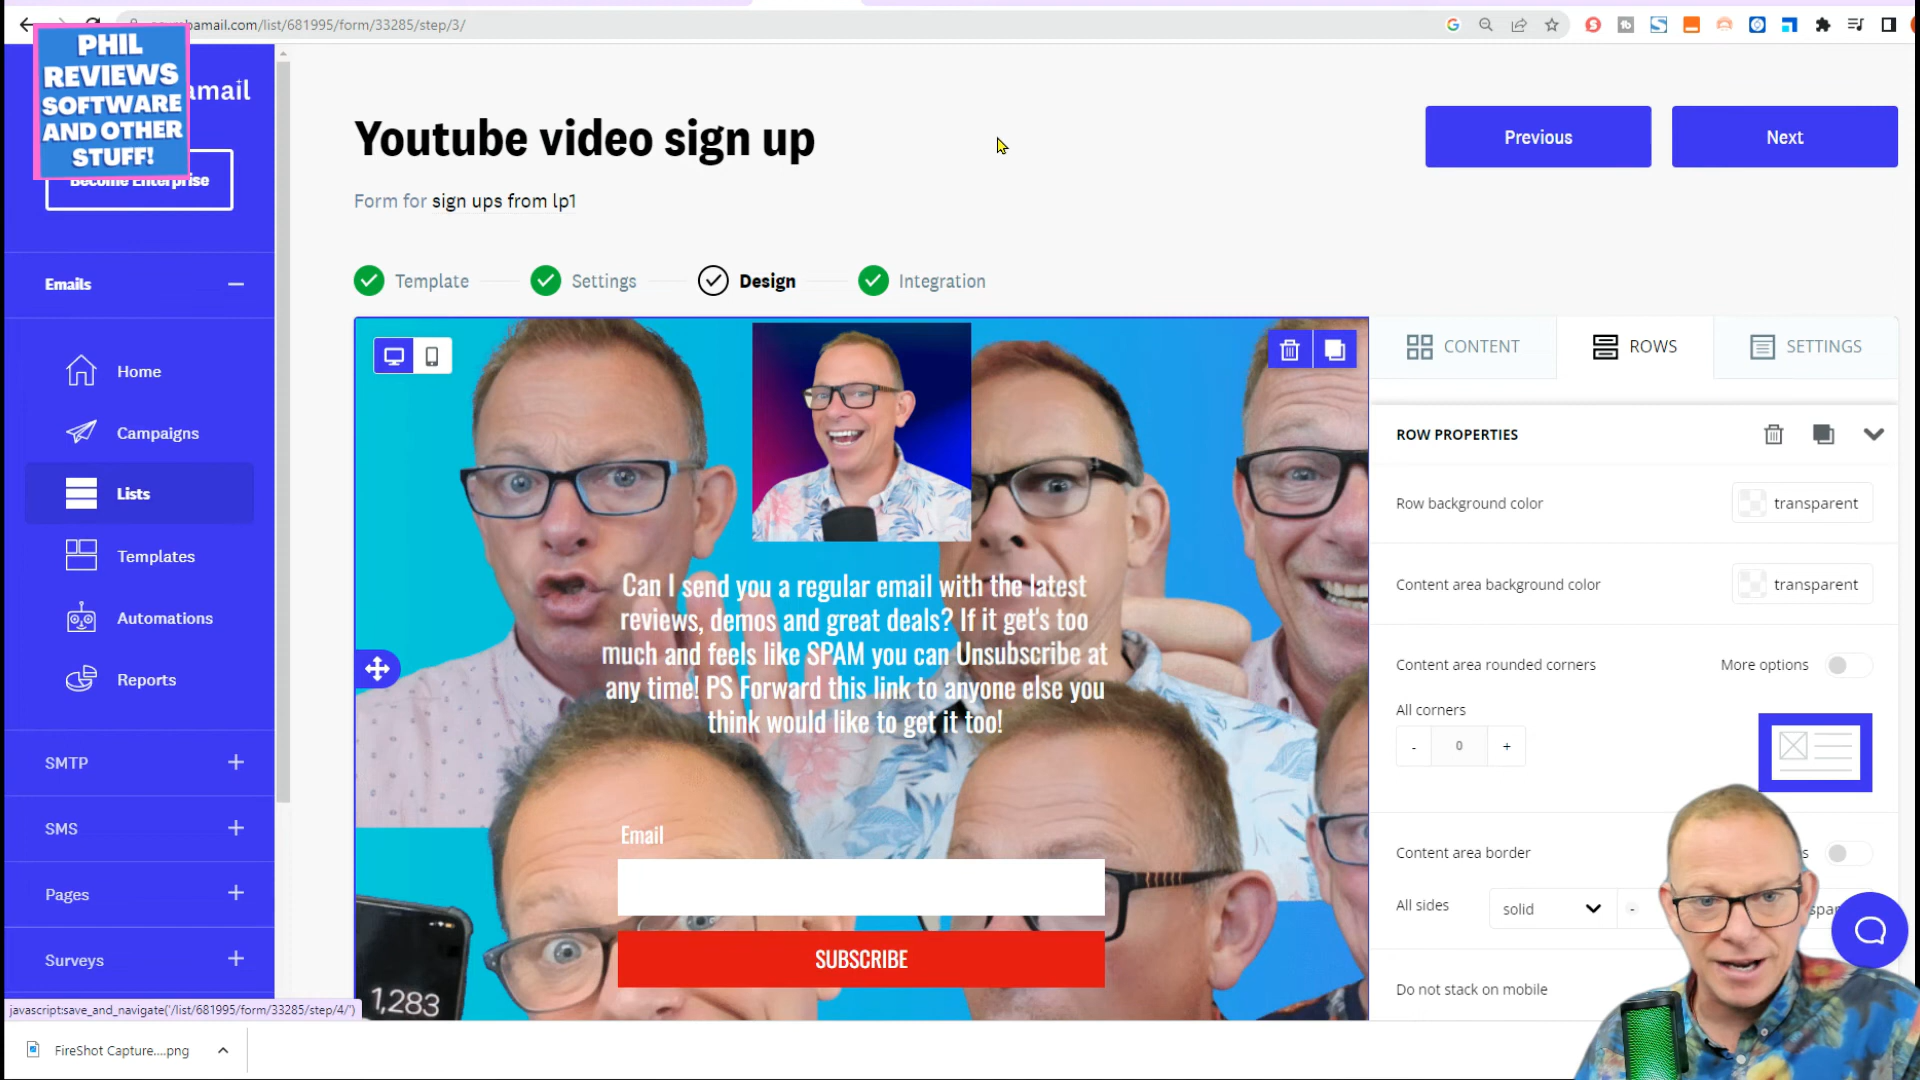 bamail.com/list/681995/form/33285/step/3/
PHIL
REVIEWS
SOFTWARE
AND OTHER
STUFF!
amail
Become Enterprise
Youtube video sign up
Previous
Next
Form for sign ups from lp1
Emails
Template
Settings
Design
Integration
CONTENT
ROWS
SETTINGS
Home
Campaigns
Lists
Templates
Automations
Reports
SMTP
SMS
Pages
Surveys
Can I send you a regular email with the latest
reviews, demos and great deals? If it get's too
much and feels like SPAM you can Unsubscribe at
any time! PS Forward this link to anyone else you
think would like to get it too!
Email
SUBSCRIBE
1,283
ROW PROPERTIES
Row background color
transparent
Content area background color
transparent
Content area rounded corners
More options
All corners
- 0 +
Content area border
All sides
solid
-
Do not stack on mobile
javascript:save_and_navigate('/list/681995/form/33285/step/4/')
FireShot Capture....png